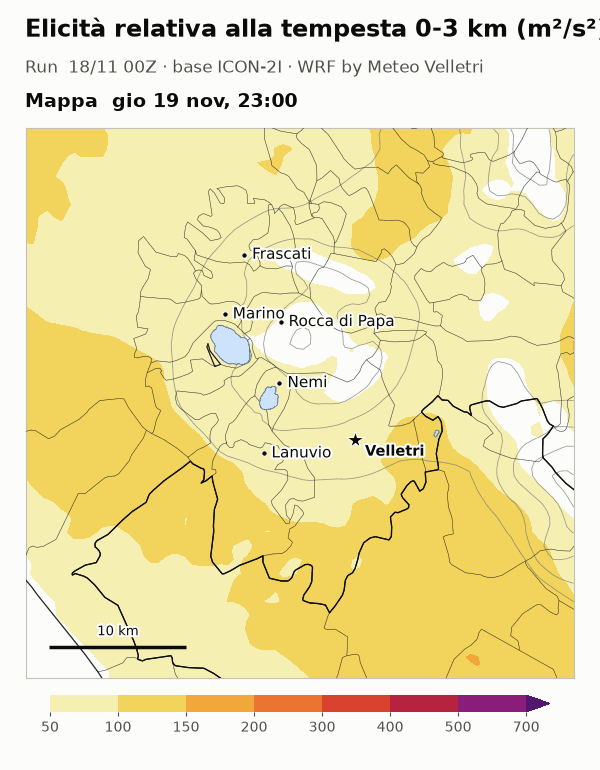 Elicità relativa alla tempesta 0-3 km (m²/s²)
Run  18/11 00Z · base ICON-2I · WRF by Meteo Velletri
Mappa  gio 19 nov, 23:00
Frascati
Marino
Rocca di Papa
Nemi
Lanuvio
Velletri
10 km
50 100 150 200 300 400 500 700